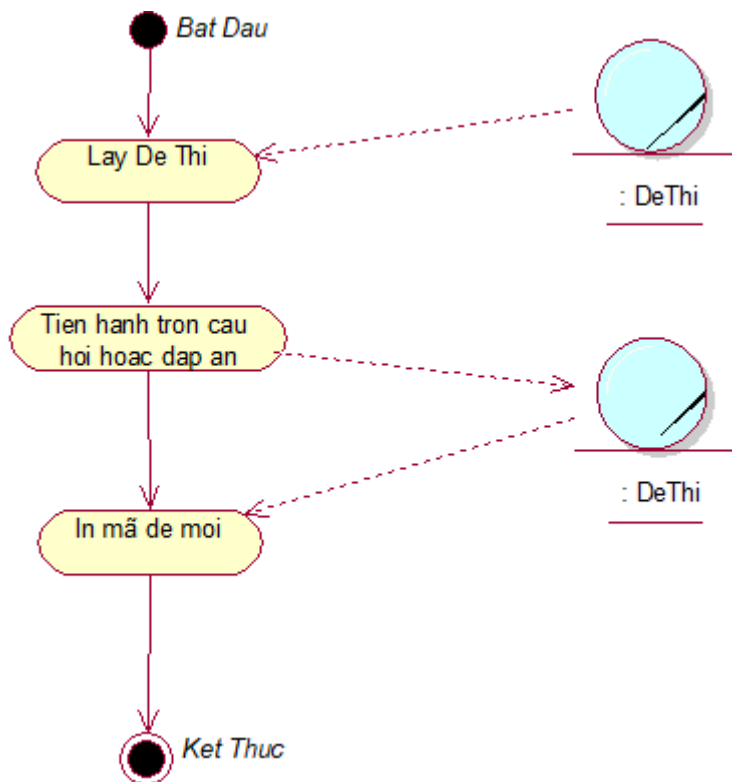 Bat Dau
Lay De Thi
: DeThi
Tien hanh tron cau
hoi hoac dap an
: DeThi
In mã de moi
Ket Thuc